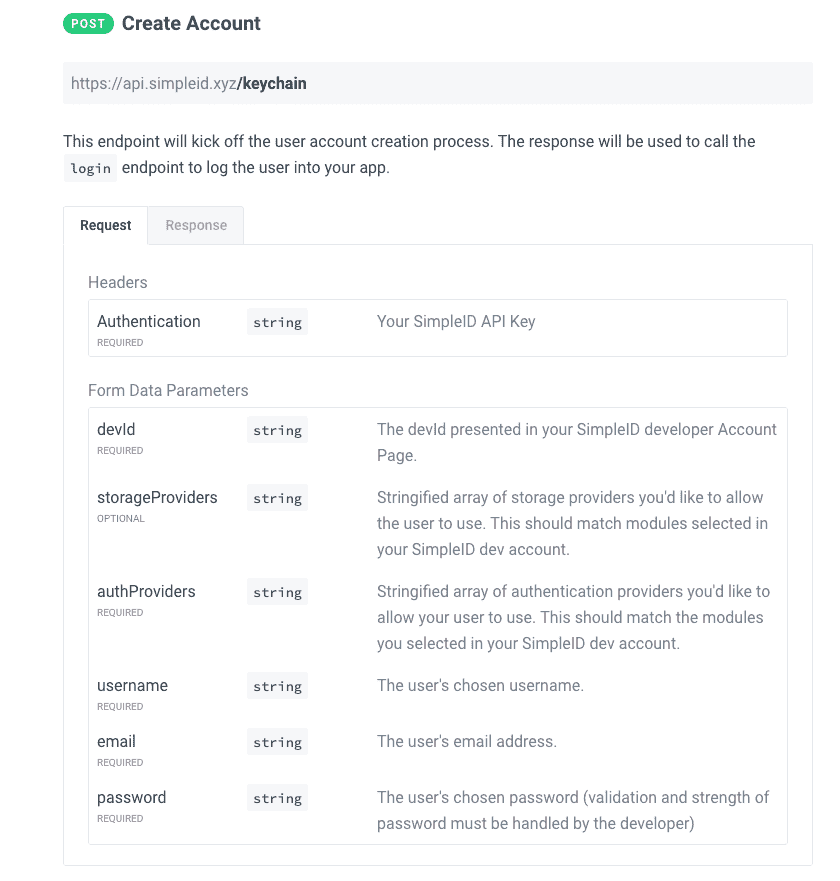 POST Create Account
https://api.simpleid.xyz/keychain
This endpoint will kick off the user account creation process. The response will be used to call the
login endpoint to log the user into your app.
Request Response
Headers
Authentication string Your SimpleID API Key
REQUIRED
Form Data Parameters
devId string The devId presented in your SimpleID developer Account
REQUIRED Page.
storageProviders string Stringified array of storage providers you'd like to allow
OPTIONAL the user to use. This should match modules selected in
your SimpleID dev account.
authProviders string Stringified array of authentication providers you'd like to
REQUIRED allow your user to use. This should match the modules
you selected in your SimpleID dev account.
username string The user's chosen username.
REQUIRED
email string The user's email address.
REQUIRED
password string The user's chosen password (validation and strength of
REQUIRED password must be handled by the developer)